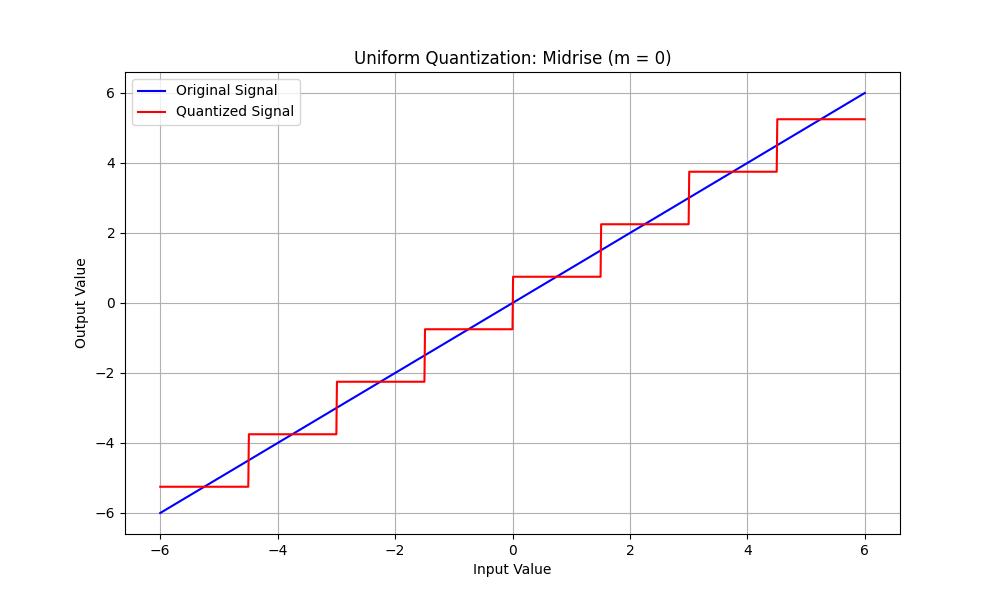 Uniform Quantization: Midrise (m = 0)
Original Signal
Quantized Signal
6
4
2
0
−2
−4
−6
Output Value
−6
−4
−2
0
2
4
6
Input Value